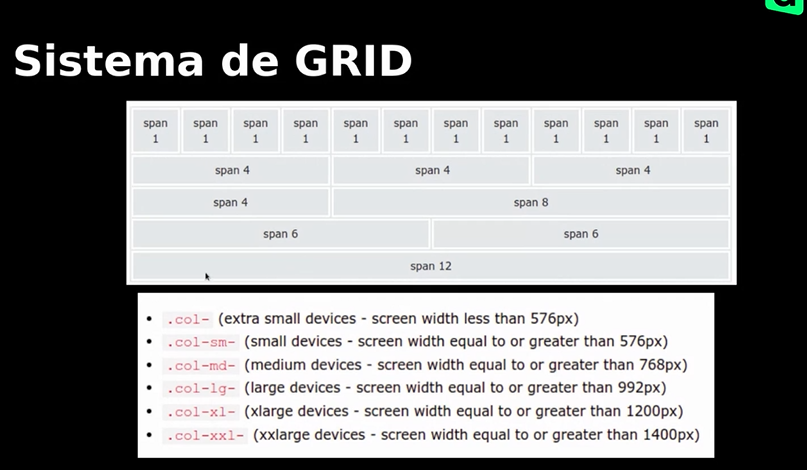 Sistema de GRID
span span span span span span span span span span span span
1 1 1 1 1 1 1 1 1 1 1 1
span 4 span 4 span 4
span 4 span 8
span 6 span 6
span 12
• .col- (extra small devices - screen width less than 576px)
• .col-sm- (small devices - screen width equal to or greater than 576px)
• .col-md- (medium devices - screen width equal to or greater than 768px)
• .col-lg- (large devices - screen width equal to or greater than 992px)
• .col-xl- (xlarge devices - screen width equal to or greater than 1200px)
• .col-xxl- (xxlarge devices - screen width equal to or greater than 1400px)